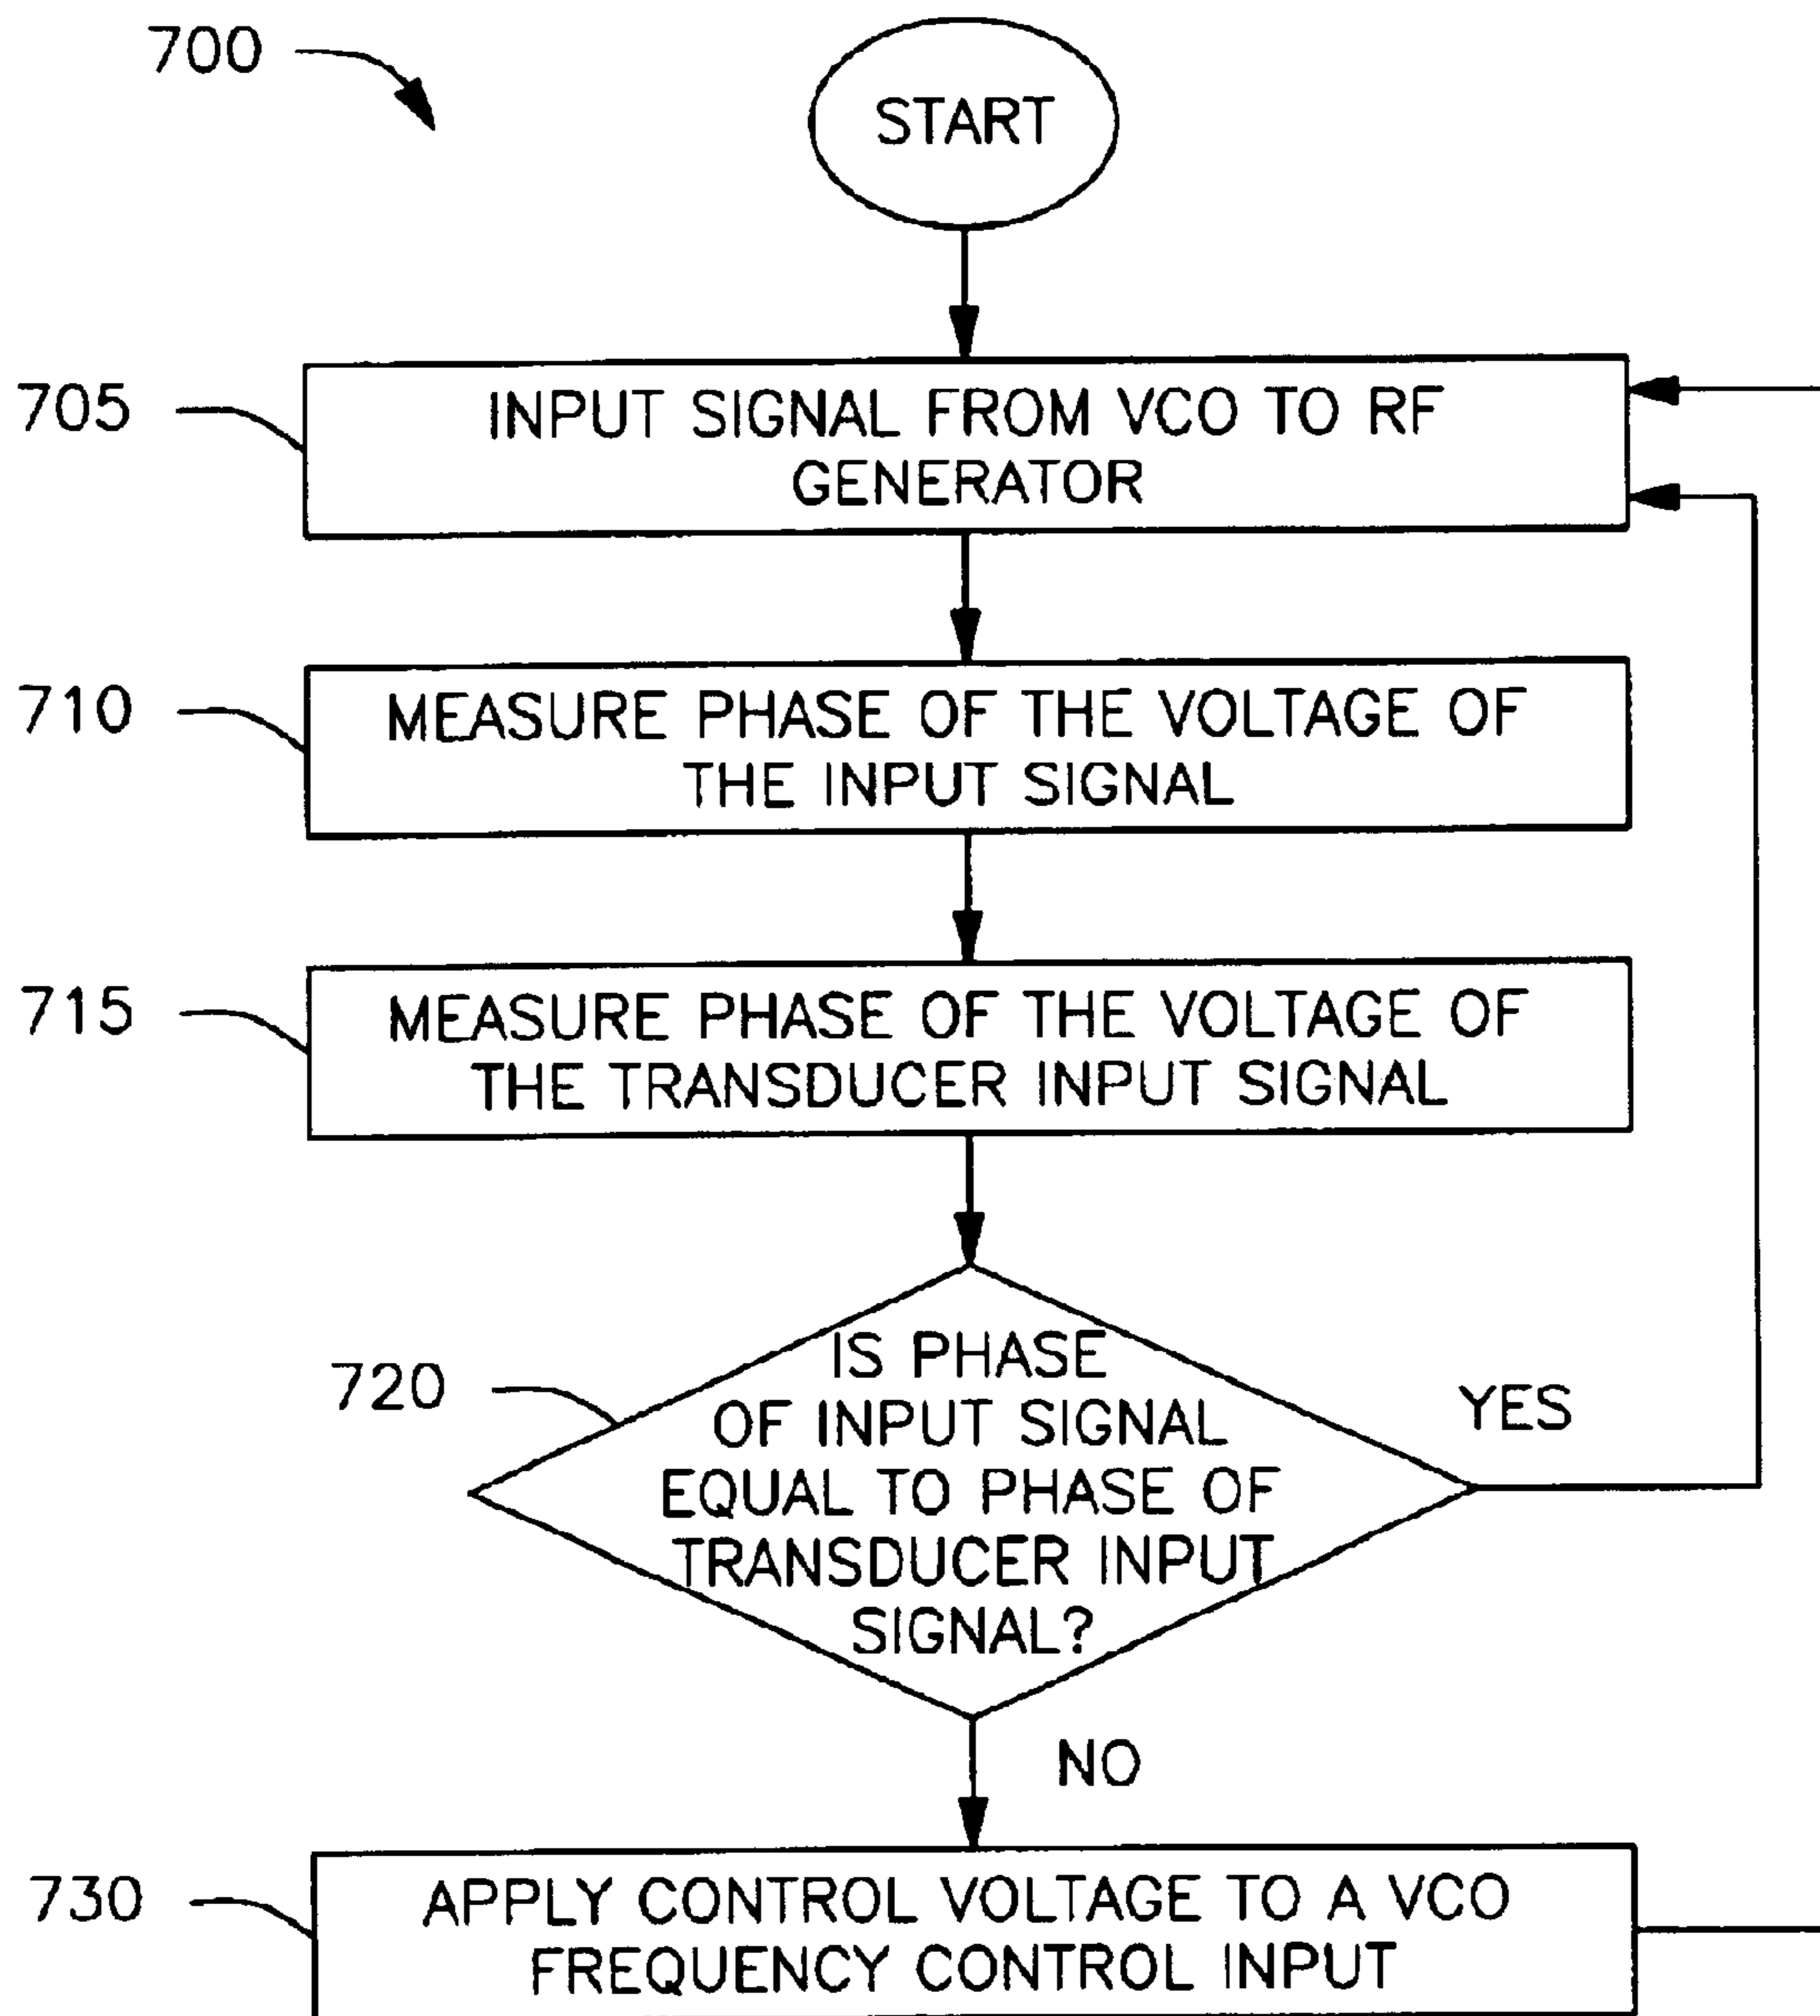 700
START
705
INPUT SIGNAL FROM VCO TO RF
GENERATOR
710
MEASURE PHASE OF THE VOLTAGE OF
THE INPUT SIGNAL
715
MEASURE PHASE OF THE VOLTAGE OF
THE TRANSDUCER INPUT SIGNAL
720
IS PHASE
OF INPUT SIGNAL
EQUAL TO PHASE OF
TRANSDUCER INPUT
SIGNAL?
YES
NO
730
APPLY CONTROL VOLTAGE TO A VCO
FREQUENCY CONTROL INPUT